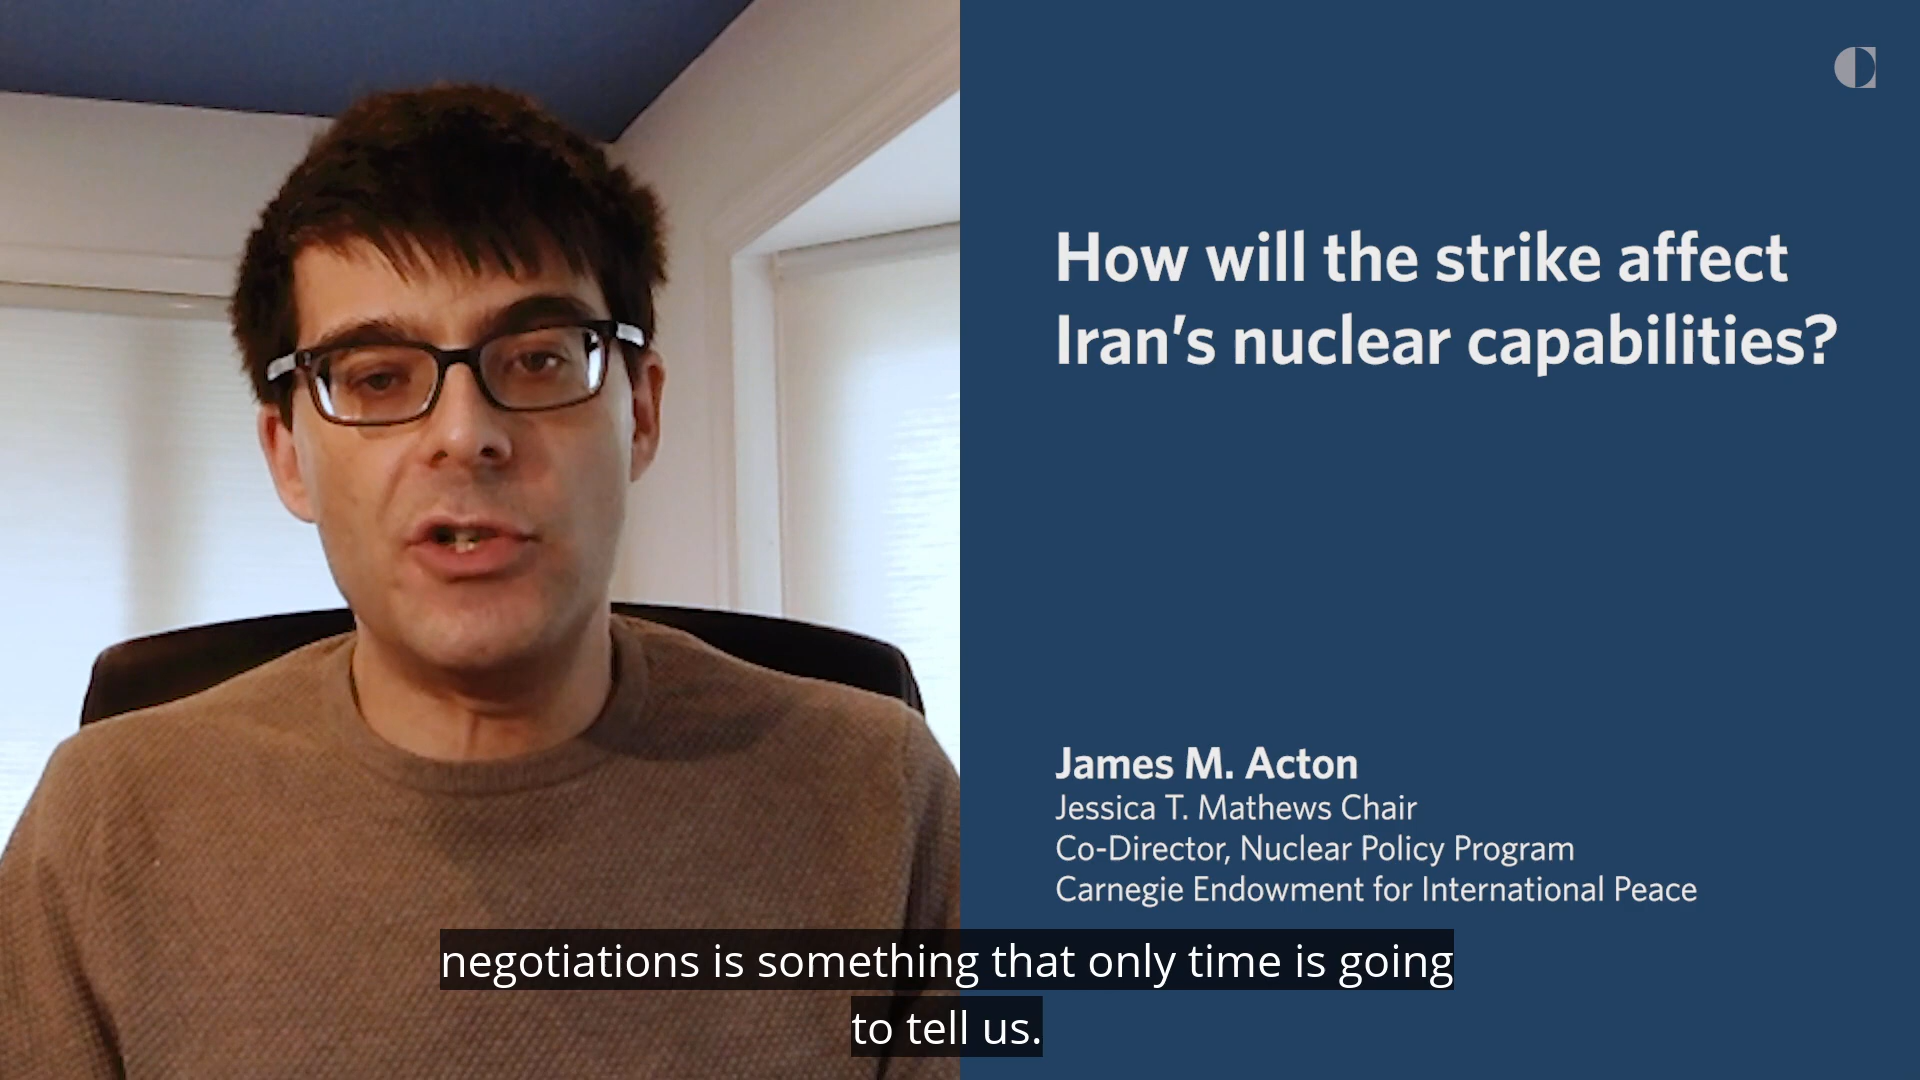 How will the strike affect
Iran’s nuclear capabilities?
James M. Acton
Jessica T. Mathews Chair
Co-Director, Nuclear Policy Program
Carnegie Endowment for International Peace
negotiations is something that only time is going
to tell us.